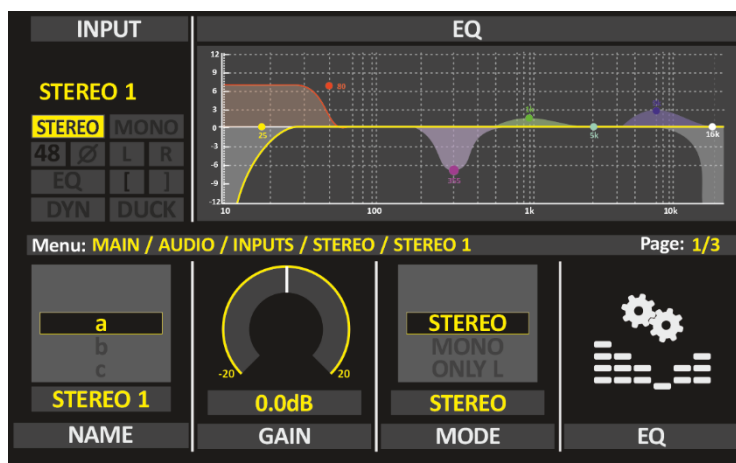 INPUT
EQ
STEREO 1
STEREO MONO
48 Ø L R
EQ [ ]
DYN DUCK
12
9
6
3
0
-3
-6
-9
-12
80
25
365
1k
5k
16k
10 100 1k 10k
Menu: MAIN / AUDIO / INPUTS / STEREO / STEREO 1 Page: 1/3
a
b
c
STEREO 1
NAME
-20 20
0.0dB
GAIN
STEREO
MONO
ONLY L
STEREO
MODE
EQ